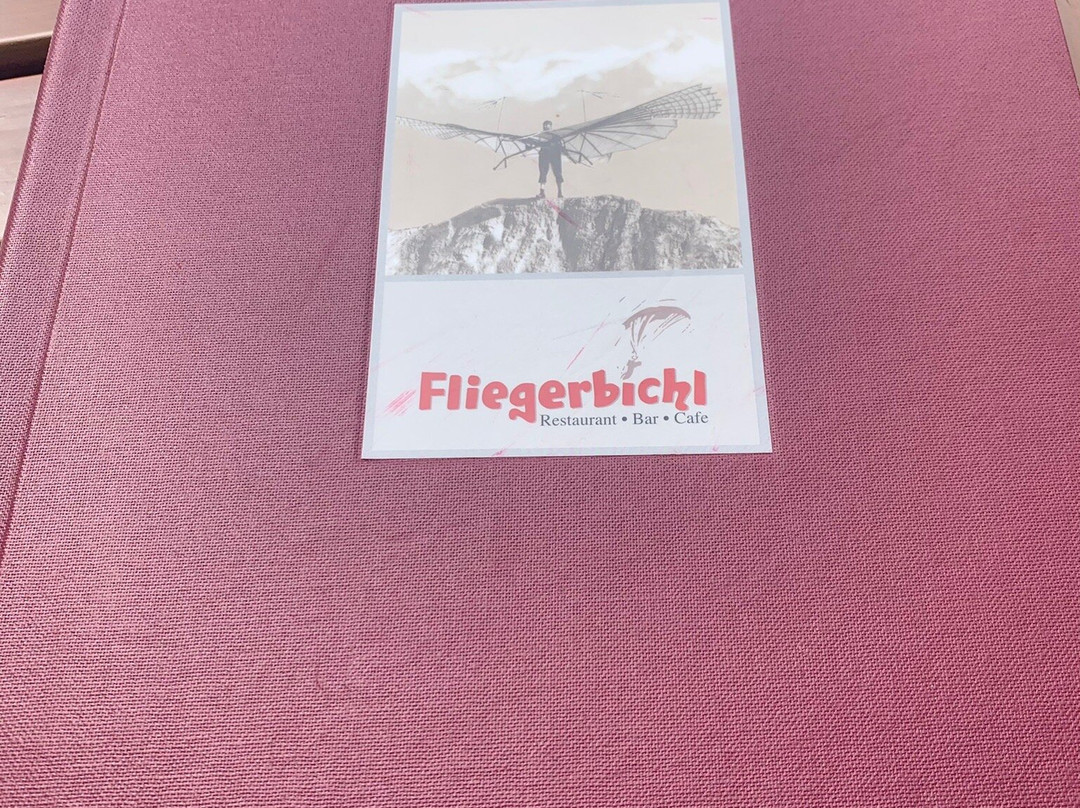 Fliegerbichl
Restaurant • Bar • Cafe